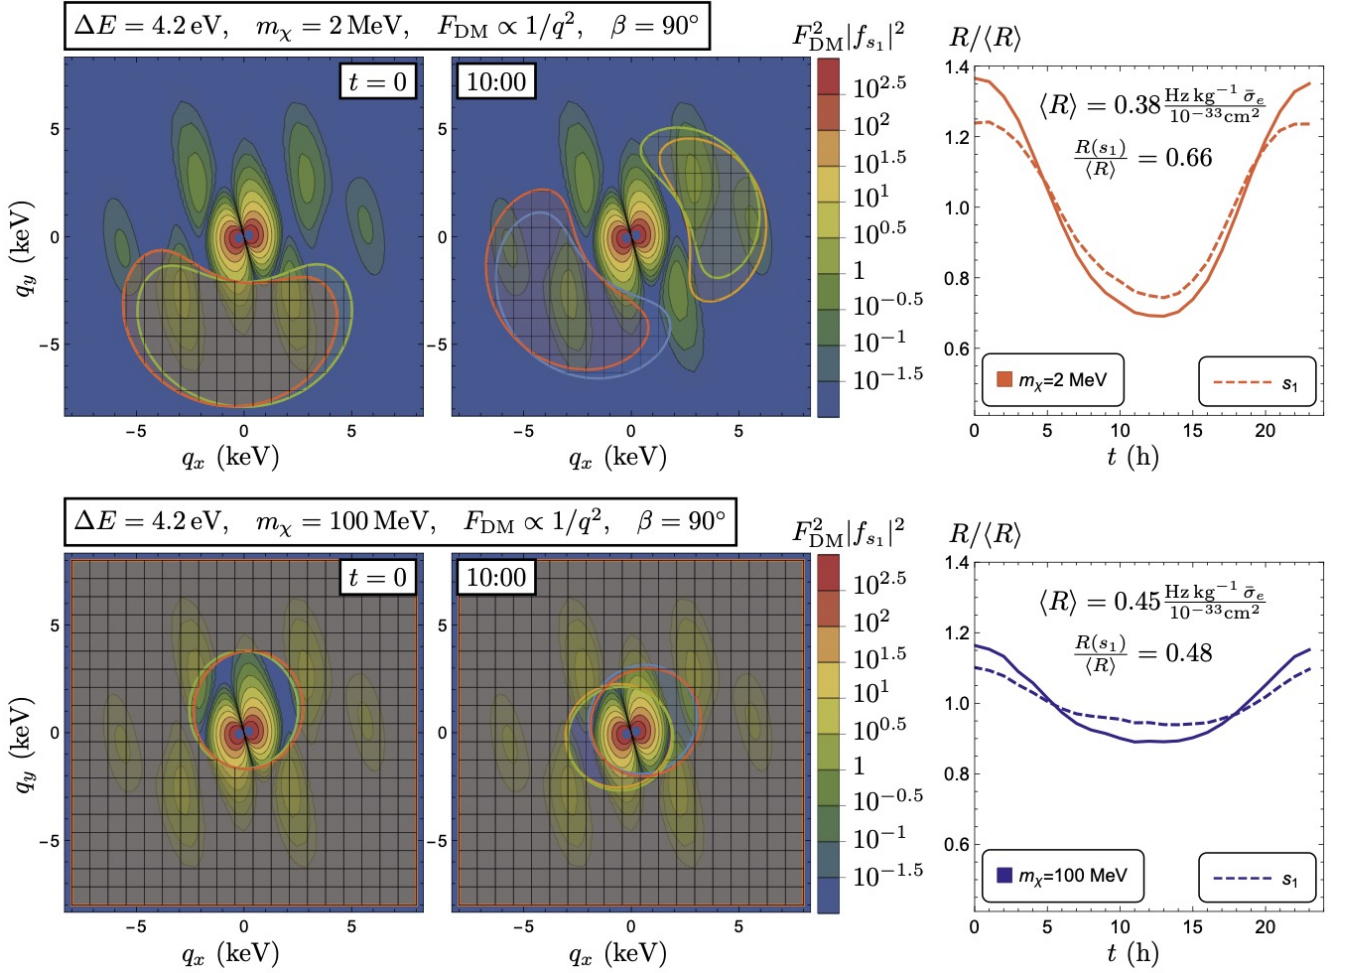 ΔE = 4.2 eV, m_χ = 2 MeV, F_DM ∝ 1/q², β = 90°
t = 0
10:00
q_y (keV)
5
0
−5
−5 0 5
q_x (keV)
5
0
−5
−5 0 5
q_x (keV)
F²_DM|f_s₁|²
10^2.5
10^2
10^1.5
10^1
10^0.5
1
10^−0.5
10^−1
10^−1.5
R/⟨R⟩
1.4
1.2
1.0
0.8
0.6
⟨R⟩ = 0.38 Hz kg⁻¹ σ̄_e / 10⁻³³cm²
R(s₁)/⟨R⟩ = 0.66
m_χ=2 MeV
s₁
0 5 10 15 20
t (h)
ΔE = 4.2 eV, m_χ = 100 MeV, F_DM ∝ 1/q², β = 90°
t = 0
10:00
q_y (keV)
5
0
−5
−5 0 5
q_x (keV)
5
0
−5
−5 0 5
q_x (keV)
F²_DM|f_s₁|²
10^2.5
10^2
10^1.5
10^1
10^0.5
1
10^−0.5
10^−1
10^−1.5
R/⟨R⟩
1.4
1.2
1.0
0.8
0.6
⟨R⟩ = 0.45 Hz kg⁻¹ σ̄_e / 10⁻³³cm²
R(s₁)/⟨R⟩ = 0.48
m_χ=100 MeV
s₁
0 5 10 15 20
t (h)